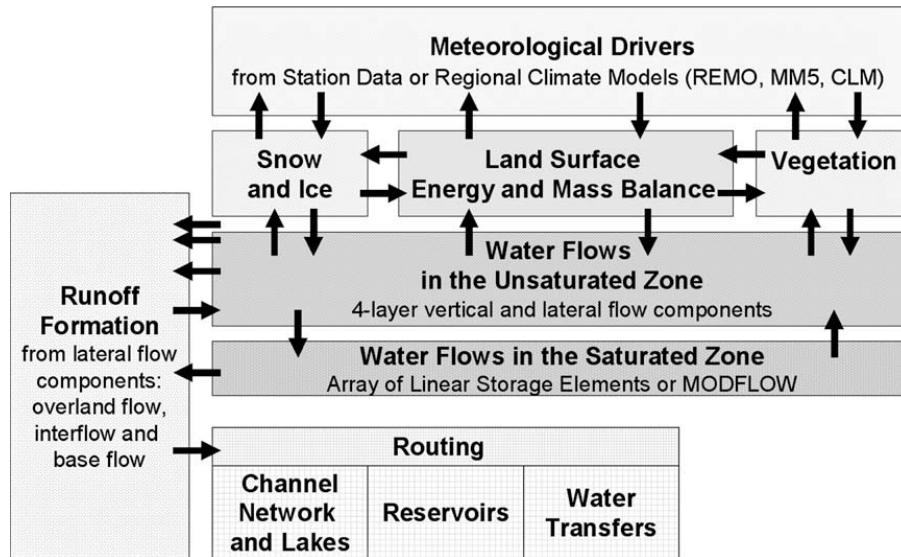 Meteorological Drivers
from Station Data or Regional Climate Models (REMO, MM5, CLM)
Snow
and Ice
Land Surface
Energy and Mass Balance
Vegetation
Water Flows
in the Unsaturated Zone
4-layer vertical and lateral flow components
Water Flows in the Saturated Zone
Array of Linear Storage Elements or MODFLOW
Runoff
Formation
from lateral flow
components:
overland flow,
interflow and
base flow
Routing
Channel
Network
and Lakes
Reservoirs
Water
Transfers